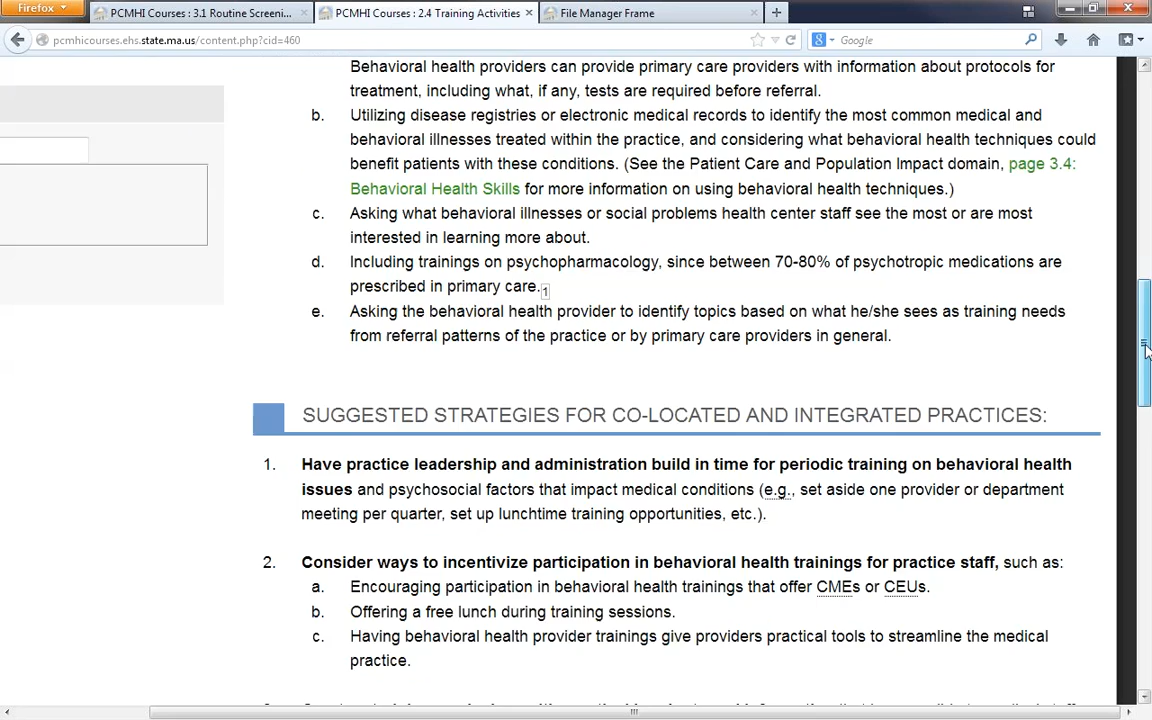 Firefox
PCMHI Courses : 3.1 Routine Screeni...
PCMHI Courses : 2.4 Training Activities
File Manager Frame
pcmhicourses.ehs.state.ma.us/content.php?cid=460
Google
Behavioral health providers can provide primary care providers with information about protocols for
treatment, including what, if any, tests are required before referral.
b. Utilizing disease registries or electronic medical records to identify the most common medical and
behavioral illnesses treated within the practice, and considering what behavioral health techniques could
benefit patients with these conditions. (See the Patient Care and Population Impact domain, page 3.4:
Behavioral Health Skills for more information on using behavioral health techniques.)
c. Asking what behavioral illnesses or social problems health center staff see the most or are most
interested in learning more about.
d. Including trainings on psychopharmacology, since between 70-80% of psychotropic medications are
prescribed in primary care. 1
e. Asking the behavioral health provider to identify topics based on what he/she sees as training needs
from referral patterns of the practice or by primary care providers in general.
SUGGESTED STRATEGIES FOR CO-LOCATED AND INTEGRATED PRACTICES:
1. Have practice leadership and administration build in time for periodic training on behavioral health
issues and psychosocial factors that impact medical conditions (e.g., set aside one provider or department
meeting per quarter, set up lunchtime training opportunities, etc.).
2. Consider ways to incentivize participation in behavioral health trainings for practice staff, such as:
a. Encouraging participation in behavioral health trainings that offer CMEs or CEUs.
b. Offering a free lunch during training sessions.
c. Having behavioral health provider trainings give providers practical tools to streamline the medical
practice.